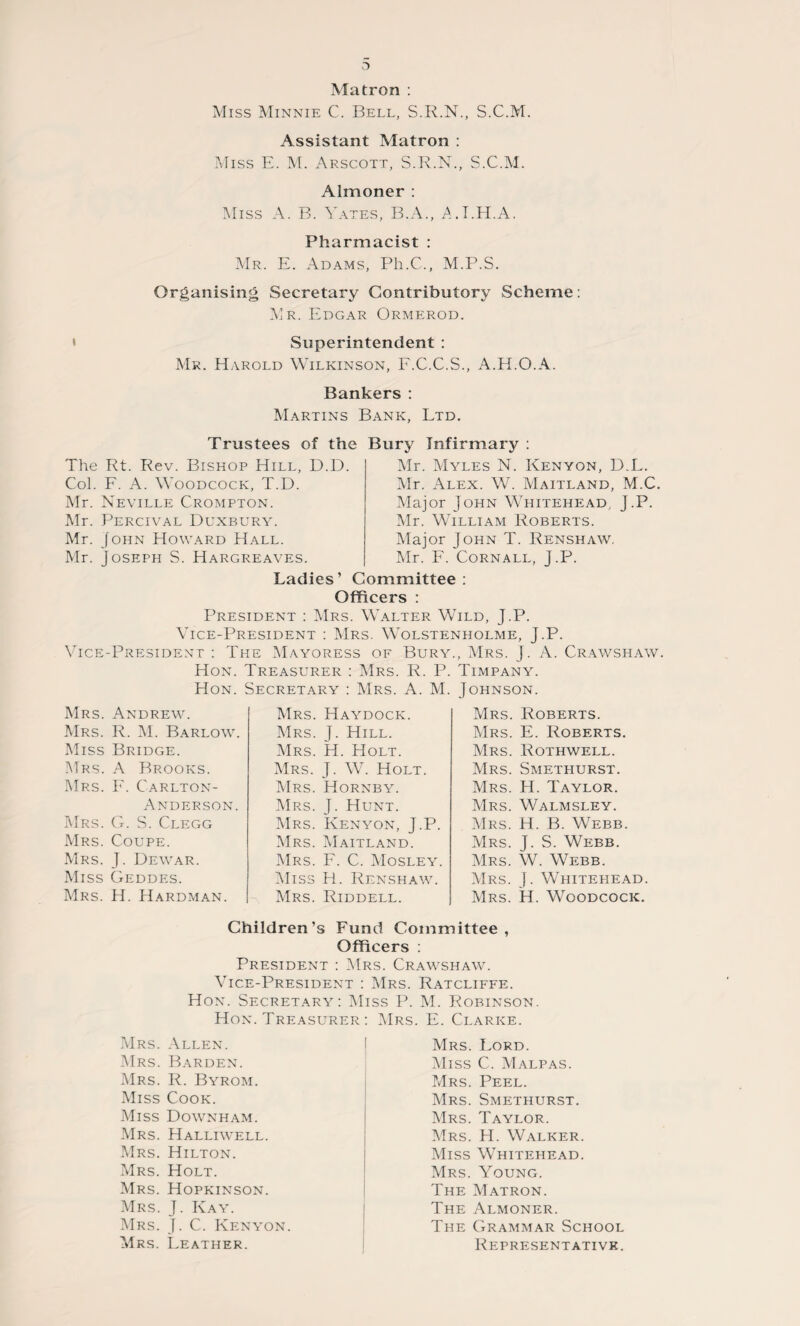 5
Matron :
Miss Minnie C. Bell, S.R.N., S.C.M.
Assistant Matron :
Miss E. M. Arscott, S.R.N., S.C.M.
Almoner :
Miss A. B. Yates, B.A., A.I.H.A.
Pharmacist :
Mr. E. Adams, Ph.C., M.P.S.
Organising Secretary Contributory Scheme:
Mr. Edgar Ormerod.
Superintendent :
Mr. Harold Wilkinson, F.C.C.S., A.H.O.A.
Bankers :
Martins Bank, Ltd.
Trustees of the Bury Infirmary :
The Rt. Rev. Bishop Hill, D.D.
Col. F. A. Woodcock, T.D.
Mr. Neville Crompton.
Mr. Percival Duxbury.
Mr. John Howard Hall.
Mr. Joseph S. Hargreaves.
Mr. Myles N. Kenyon, D.L.
Mr. Alex. W. Maitland, M.C.
Major John Whitehead, J.P.
Mr. William Roberts.
Major John T. Renshaw.
Mr. F. Cornall, J.P.
Ladies' Committee :
Officers :
President : Mrs. Walter Wild, J.P.
Vice-President : Mrs. Wolstenholme, J.P.
Vice-President : The Mayoress of Bury., Mrs. J. A. Crawshaw.
Hon. Treasurer : Mrs. R. P. Timpany.
Hon. Secretary : Mrs. A. M. Johnson.
Mrs. Andrew.
Mrs. R. M. Barlow.
Miss Bridge.
Mrs. A Brooks.
Mrs. F. Carlton-
Anderson.
Mrs. G. S. Clegg
Mrs. Coupe.
Mrs. J. Dewar.
Miss Geddes.
Mrs. H. Hardman.
Mrs. Haydock.
Mrs. J. Hill.
Mrs. H. Holt.
Mrs. J. W. Holt.
Mrs. Hornby.
Mrs. J. Hunt.
Mrs. Kenyon, J.P.
Mrs. Maitland.
Mrs. F. C. Mosley.
Miss H. Renshaw.
Mrs. Riddell.
Mrs. Roberts.
Mrs. E. Roberts.
Mrs. Rothwell.
Mrs. Smethurst.
Mrs. H. Taylor.
Mrs. Walmsley.
Mrs. H. B. Webb.
Mrs. J. S. Webb.
Mrs. W. Webb.
Mrs. J. Whitehead.
Mrs. H. Woodcock.
Children's Fund Committee ,
Officers :
President : Mrs. Crawshaw.
Vice-President : Mrs. Ratcliffe.
Hon. Secretary: Miss P. M. Robinson.
Hon. Treasurer: Mrs. E. Clarke.
Mrs. Allen.
Mrs. Barden.
Mrs. R. Byrom.
Miss Cook.
Miss Downham.
Mrs. Halliwell.
Mrs. Hilton.
Mrs. Holt.
Mrs. Hopkinson.
Mrs. J. Kay.
Mrs. J. C. Kenyon.
Mrs. Leather.
Mrs. Lord.
Miss C. Malpas.
Mrs. Peel.
Mrs. Smethurst.
Mrs. Taylor.
Mrs. H. Walker.
Miss Whitehead.
Mrs. Young.
The Matron.
The Almoner.
The Grammar School
Representative.